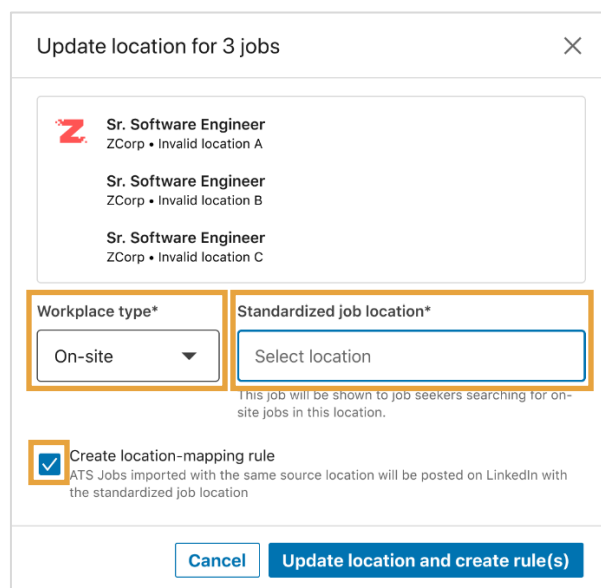 Update location for 3 jobs
Z
Sr. Software Engineer
ZCorp • Invalid location A
Sr. Software Engineer
ZCorp • Invalid location B
Sr. Software Engineer
ZCorp • Invalid location C
Workplace type*
Standardized job location*
On-site
Select location
This job will be shown to job seekers searching for on-
site jobs in this location.
Create location-mapping rule
ATS Jobs imported with the same source location will be posted on LinkedIn with
the standardized job location
Cancel
Update location and create rule(s)